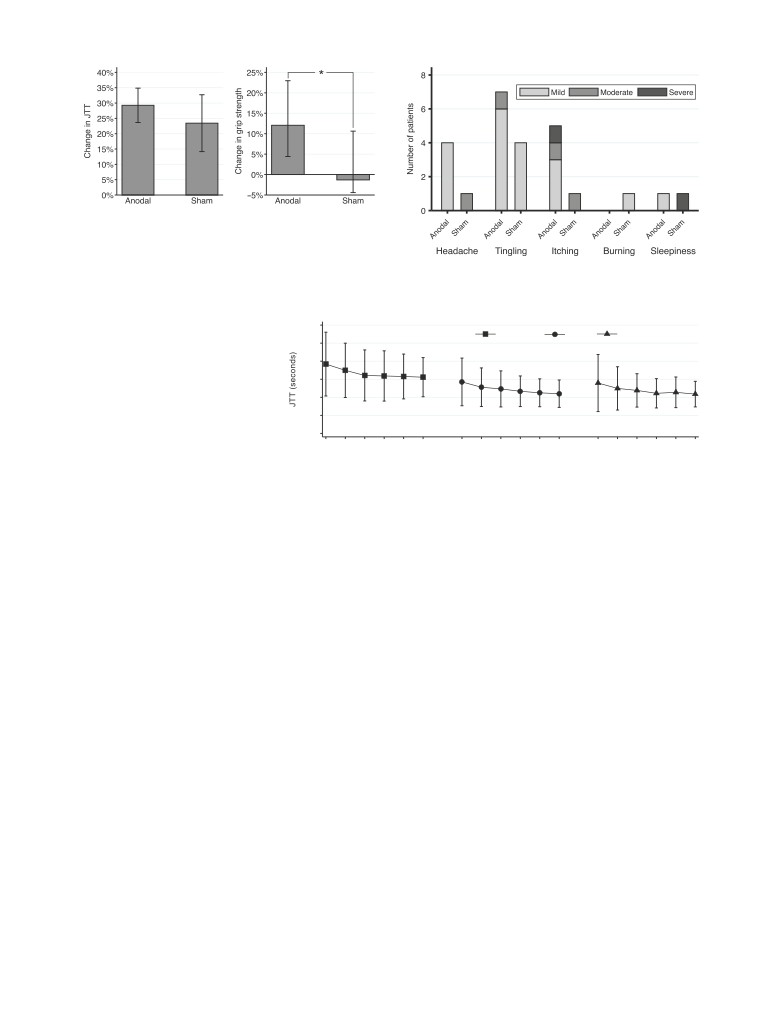 Change in JTT
40%
35%
30%
25%
20%
15%
10%
5%
0%
Anodal Sham
Change in grip strength
25%
20%
15%
10%
5%
0%
−5%
*
Anodal Sham
Number of patients
8
6
4
2
0
Mild Moderate Severe
Anodal Sham Anodal Sham Anodal Sham Anodal Sham Anodal Sham
Headache Tingling Itching Burning Sleepiness
JTT (seconds)